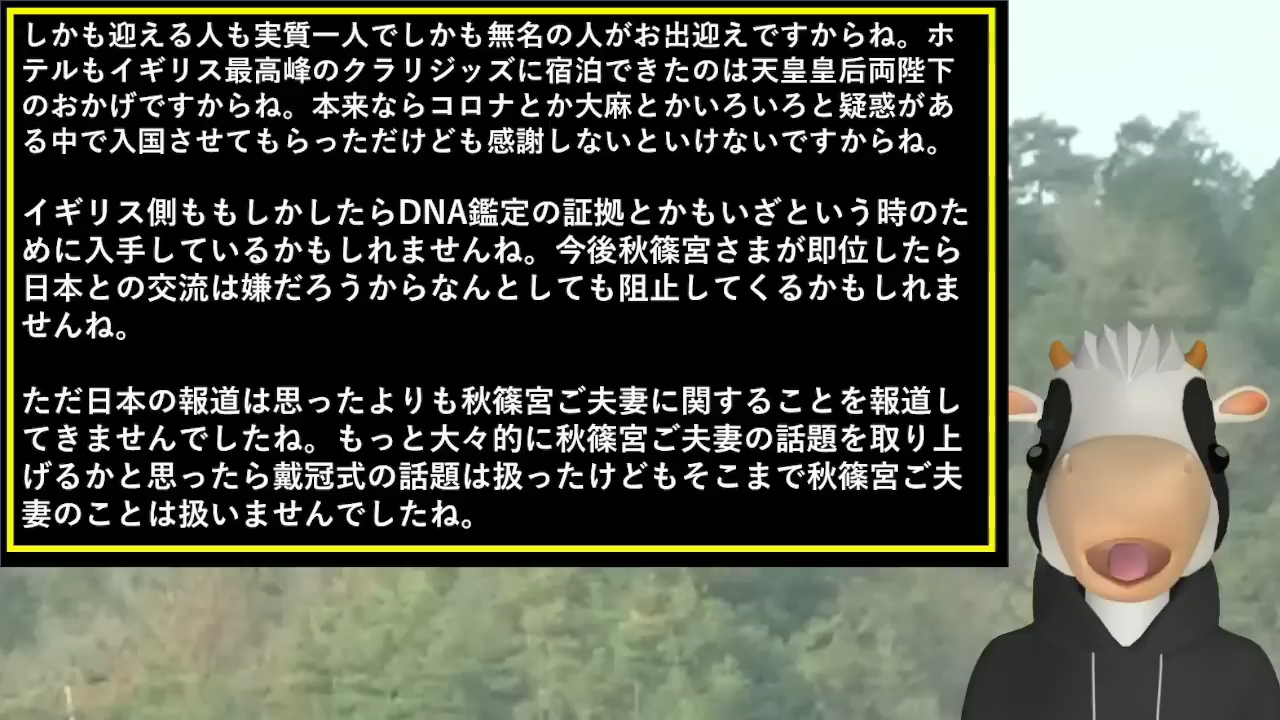 しかも迎える人も実質一人でしかも無名の人がお出迎えですからね。ホ
テルもイギリス最高峰のクラリジッズに宿泊できたのは天皇皇后両陛下
のおかげですからね。本来ならコロナとか大麻とかいろいろと疑惑があ
る中で入国させてもらっただけども感謝しないといけないですからね。
イギリス側ももしかしたらDNA鑑定の証拠とかもいざという時のた
めに入手しているかもしれませんね。今後秋篠宮さまが即位したら
日本との交流は嫌だろうからなんとしても阻止してくるかもしれま
せんね。
ただ日本の報道は思ったよりも秋篠宮ご夫妻に関することを報道し
てきませんでしたね。もっと大々的に秋篠宮ご夫妻の話題を取り上
げるかと思ったら戴冠式の話題は扱ったけどもそこまで秋篠宮ご夫
妻のことは扱いませんでしたね。